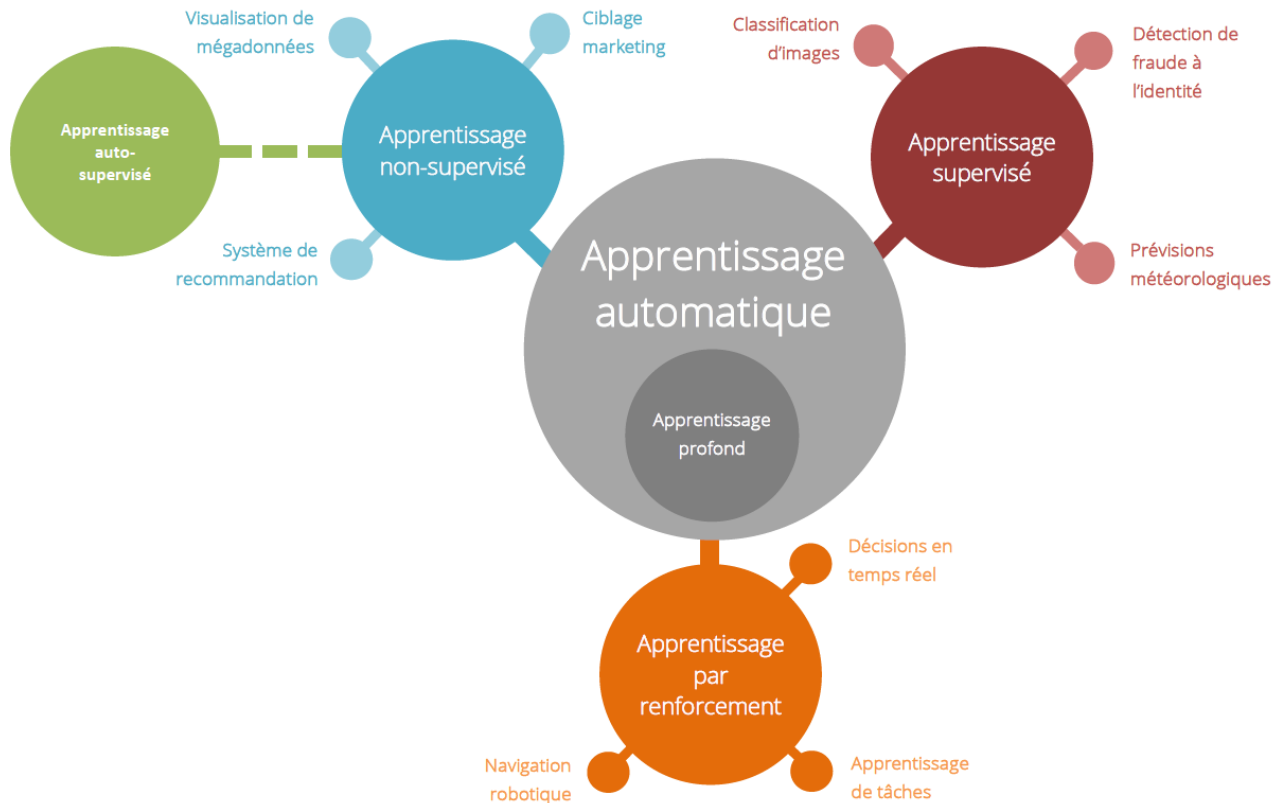 Visualisation de
mégadonnées
Ciblage
marketing
Classification
d'images
Détection de
fraude à
l'identité
Apprentissage
auto-
supervisé
Apprentissage
non-supervisé
Apprentissage
supervisé
Système de
recommandation
Prévisions
météorologiques
Apprentissage
automatique
Apprentissage
profond
Décisions en
temps réel
Apprentissage
par
renforcement
Navigation
robotique
Apprentissage
de tâches